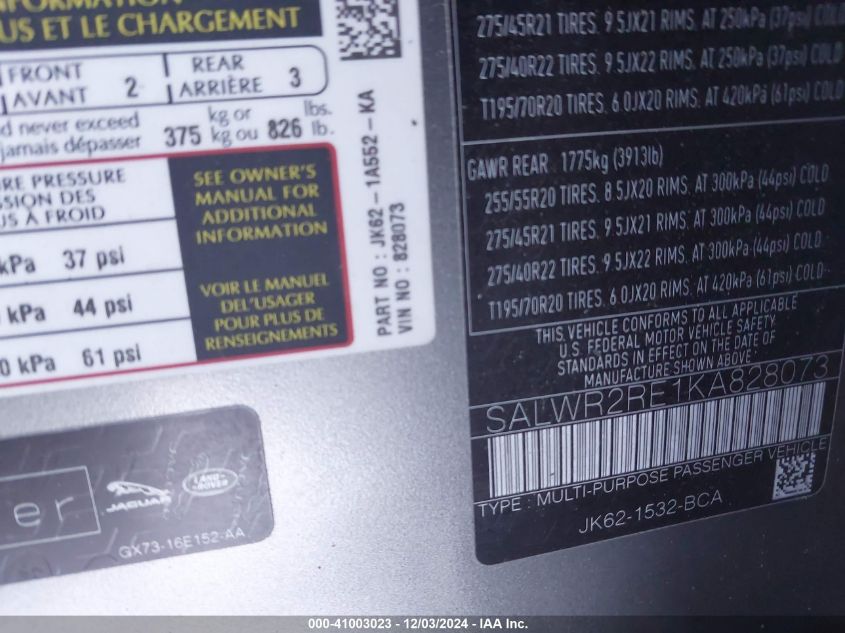 INFORMATION
US ET LE CHARGEMENT
FRONT
AVANT 2
REAR
ARRIÈRE 3
never exceed
jamais dépasser
375 kg or
kg ou 826 lbs.
lb.
RE PRESSURE
SSION DES
US À FROID
kPa 37 psi
kPa 44 psi
0 kPa 61 psi
SEE OWNER'S
MANUAL FOR
ADDITIONAL
INFORMATION
VOIR LE MANUEL
DEL'USAGER
POUR PLUS DE
RENSEIGNEMENTS
PART NO : JK62-1A552-KA
VIN NO : 828073
er
JAGUAR
LAND ROVER
GX73-16E152-AA
275/45R21 TIRES. 9.5JX21 RIMS. AT 250kPa (37psi) COLD
275/40R22 TIRES. 9.5JX22 RIMS. AT 250kPa (37psi) COLD
T195/70R20 TIRES. 6.0JX20 RIMS. AT 420kPa (61psi) COLD
GAWR REAR 1775kg (3913lb)
255/55R20 TIRES. 8.5JX20 RIMS. AT 300kPa (44psi) COLD
275/45R21 TIRES. 9.5JX21 RIMS. AT 300kPa (44psi) COLD
275/40R22 TIRES. 9.5JX22 RIMS. AT 300kPa (44psi) COLD
T195/70R20 TIRES. 6.0JX20 RIMS. AT 420kPa (61psi) COLD
THIS VEHICLE CONFORMS TO ALL APPLICABLE
U.S. FEDERAL MOTOR VEHICLE SAFETY
STANDARDS IN EFFECT ON THE DATE OF
MANUFACTURE SHOWN ABOVE
SALWR2RE1KA828073
TYPE : MULTI-PURPOSE PASSENGER VEHICLE
JK62-1532-BCA
000-41003023 - 12/03/2024 - IAA Inc.